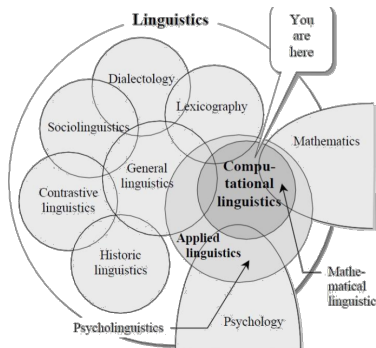 Linguistics
You
are
here
Dialectology
Lexicography
Sociolinguistics
Mathematics
General
linguistics
Compu-
tational
linguistics
Contrastive
linguistics
Applied
linguistics
Historic
linguistics
Mathe-
matical
linguistic
Psycholinguistics
Psychology